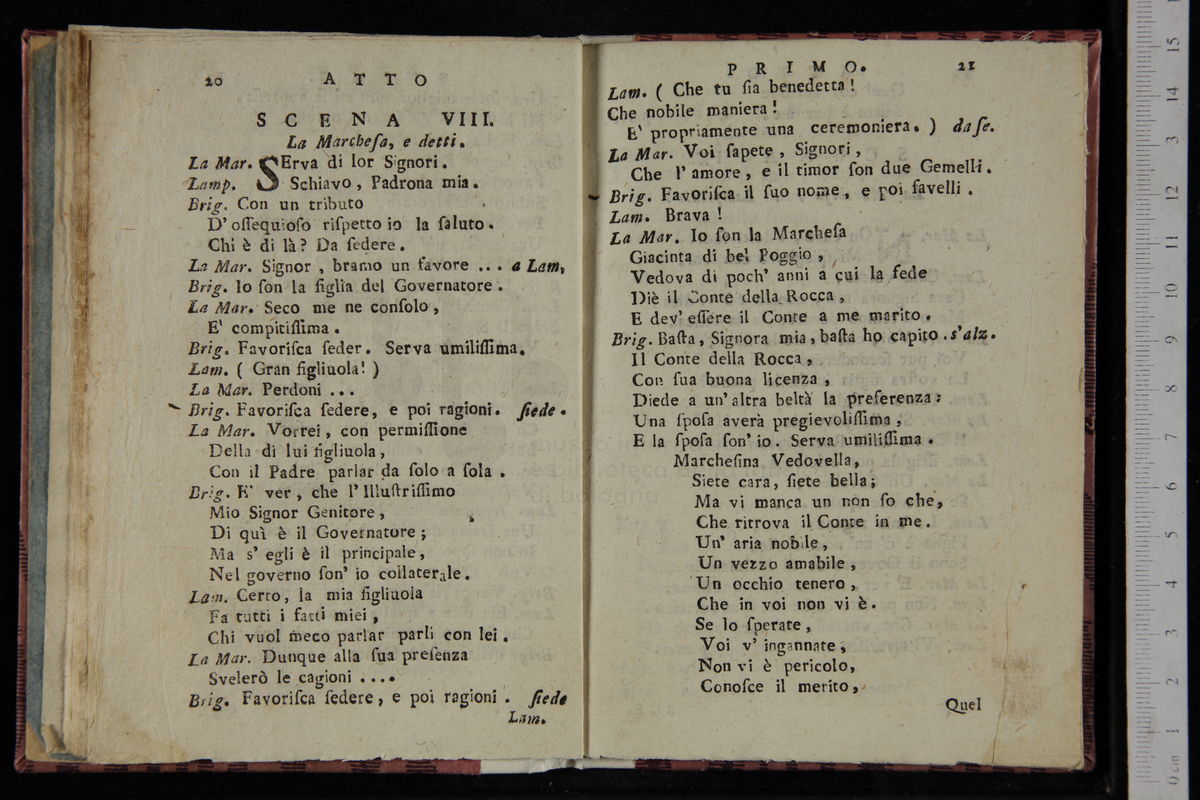 20 ATTO
SCENA VIII.
La Marcheſa, e detti.
La Mar. SErva di lor Signori.
Lamp. Schiavo, Padrona mia.
Brig. Con un tributo
D' oſſequioſo riſpetto io la ſaluto.
Chi è di là? Da ſedere.
La Mar. Signor, bramo un favore ... a Lam,
Brig. Io ſon la figlia del Governatore.
La Mar. Seco me ne conſolo,
E' compitiſſima.
Brig. Favoriſca ſeder. Serva umiliſſima.
Lam. ( Gran figliuola! )
La Mar. Perdoni ...
Brig. Favoriſca ſedere, e poi ragioni. ſiede.
La Mar. Vorrei, con permiſſione
Della di lui figliuola,
Con il Padre parlar da ſolo a ſola.
Brig. E' ver, che l' Illuſtriſſimo
Mio Signor Genitore,
Di quì è il Governatore;
Ma s' egli è il principale,
Nel governo ſon' io collaterale.
Lam. Certo, la mia figliuola
Fa tutti i fatti miei,
Chi vuol meco parlar parli con lei.
La Mar. Dunque alla ſua preſenza
Svelerò le cagioni ....
Brig. Favoriſca ſedere, e poi ragioni. ſiede
Lam.
PRIMO. 21
Lam. ( Che tu ſia benedetta!
Che nobile maniera!
E' propriamente una ceremoniera. ) da ſe.
La Mar. Voi ſapete, Signori,
Che l' amore, e il timor ſon due Gemelli.
Brig. Favoriſca il ſuo nome, e poi favelli.
Lam. Brava!
La Mar. Io ſon la Marcheſa
Giacinta di bel Poggio,
Vedova di poch' anni a cui la fede
Diè il Conte della Rocca,
E dev' eſſere il Conte a me marito.
Brig. Baſta, Signora mia, baſta ho capito. s'alz.
Il Conte della Rocca,
Con ſua buona licenza,
Diede a un' altra beltà la preferenza:
Una ſpoſa averà pregievoliſſima,
E la ſpoſa ſon' io. Serva umiliſſima.
Marcheſina Vedovella,
Siete cara, ſiete bella;
Ma vi manca un non ſo che,
Che ritrova il Conte in me.
Un' aria nobile,
Un vezzo amabile,
Un occhio tenero,
Che in voi non vi è.
Se lo ſperate,
Voi v' ingannate,
Non vi è pericolo,
Conoſce il merito,
Quel